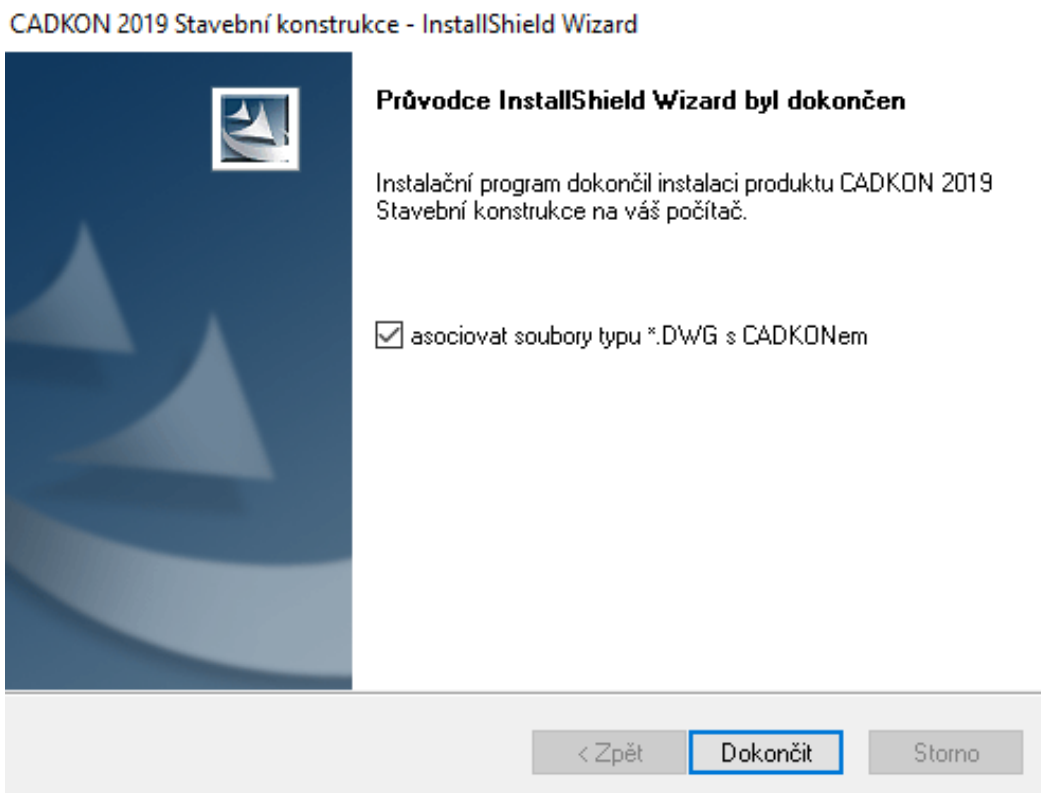 CADKON 2019 Stavební konstrukce - InstallShield Wizard
Průvodce InstallShield Wizard byl dokončen
Instalační program dokončil instalaci produktu CADKON 2019
Stavební konstrukce na váš počítač.
asociovat soubory typu *.DWG s CADKONem
< Zpět
Dokončit
Storno